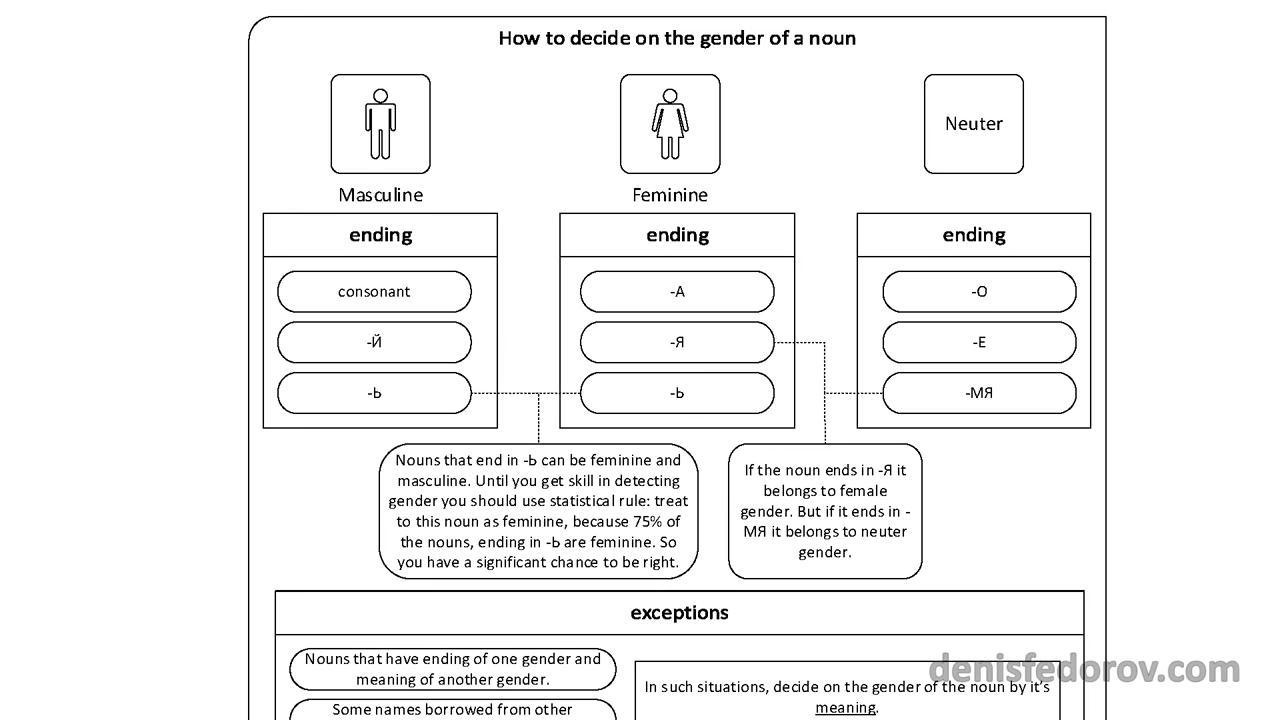 How to decide on the gender of a noun
Neuter
Masculine
Feminine
ending
ending
ending
consonant
-А
-О
-Й
-Я
-Е
-Ь
-Ь
-МЯ
Nouns that end in -Ь can be feminine and
masculine. Until you get skill in detecting
gender you should use statistical rule: treat
to this noun as feminine, because 75% of
the nouns, ending in -Ь are feminine. So
you have a significant chance to be right.
If the noun ends in -Я it
belongs to female
gender. But if it ends in -
МЯ it belongs to neuter
gender.
exceptions
Nouns that have ending of one gender and
meaning of another gender.
Some names borrowed from other
In such situations, decide on the gender of the noun by it's
meaning.
denisfedorov.com